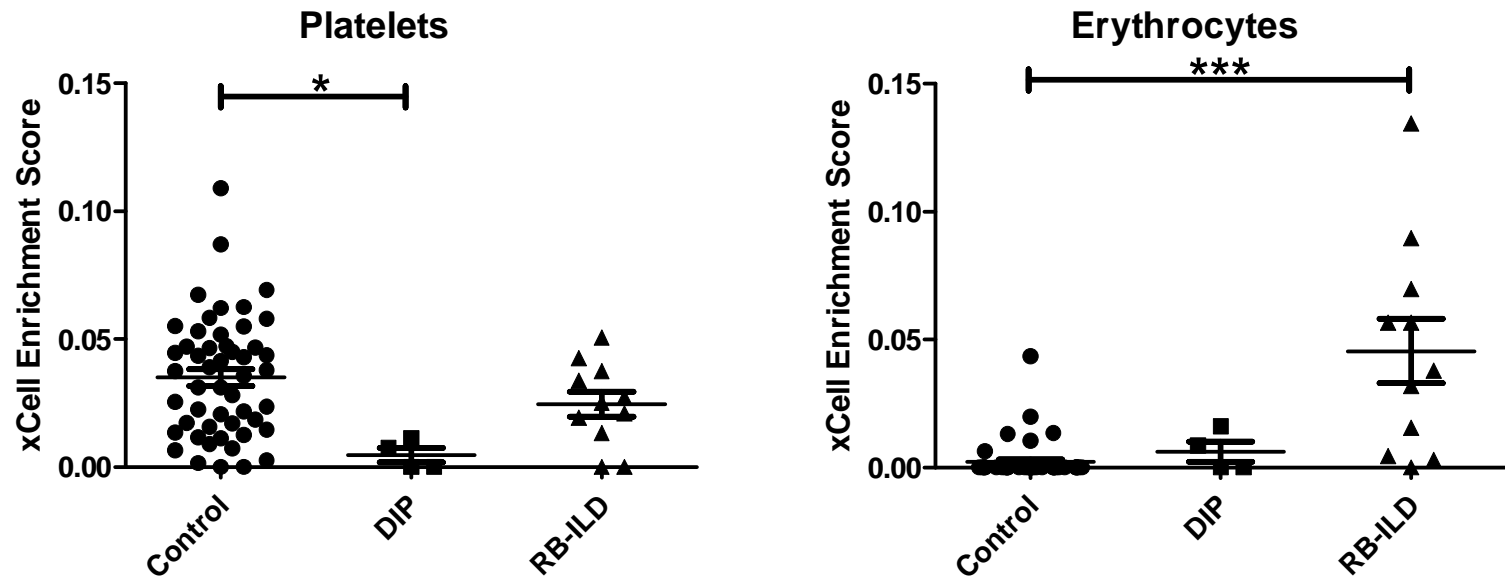 Platelets
*
xCell Enrichment Score
0.15
0.10
0.05
0.00
Control
DIP
RB-ILD
Erythrocytes
***
xCell Enrichment Score
0.15
0.10
0.05
0.00
Control
DIP
RB-ILD